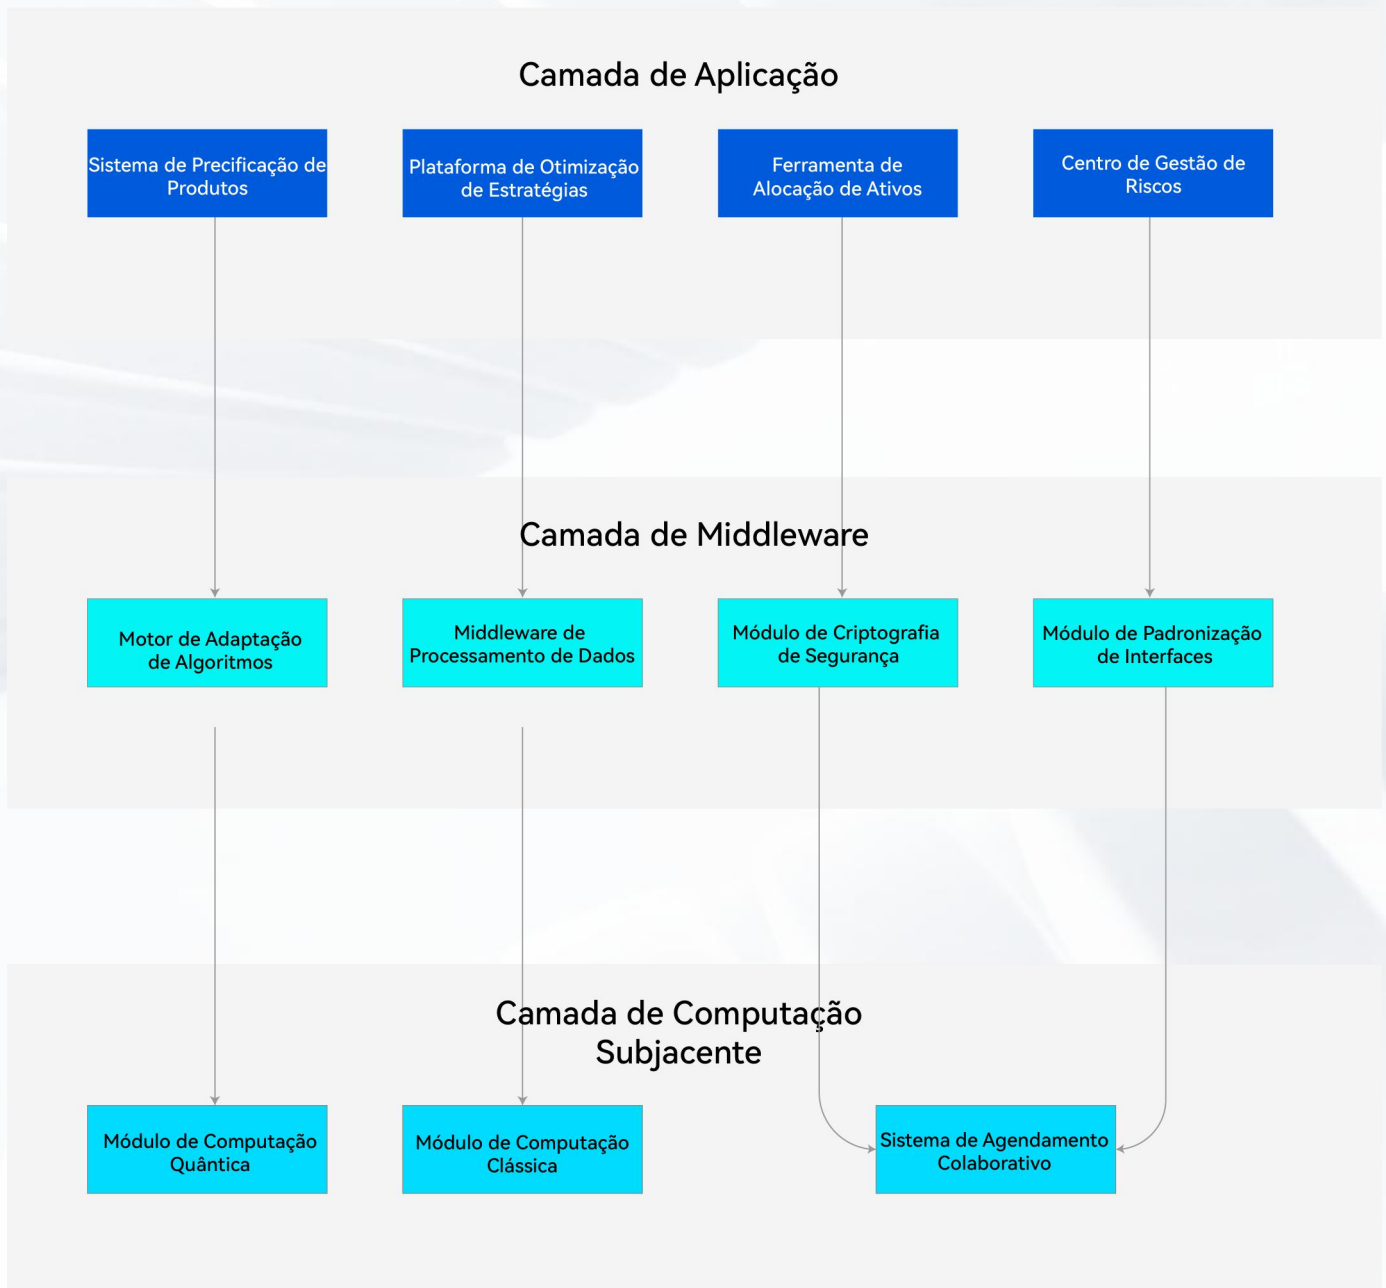 Camada de Aplicação
Sistema de Precificação de
Produtos
Plataforma de Otimização
de Estratégias
Ferramenta de
Alocação de Ativos
Centro de Gestão de
Riscos
Camada de Middleware
Motor de Adaptação
de Algoritmos
Middleware de
Processamento de Dados
Módulo de Criptografia
de Segurança
Módulo de Padronização
de Interfaces
Camada de Computação
Subjacente
Módulo de Computação
Quântica
Módulo de Computação
Clássica
Sistema de Agendamento
Colaborativo